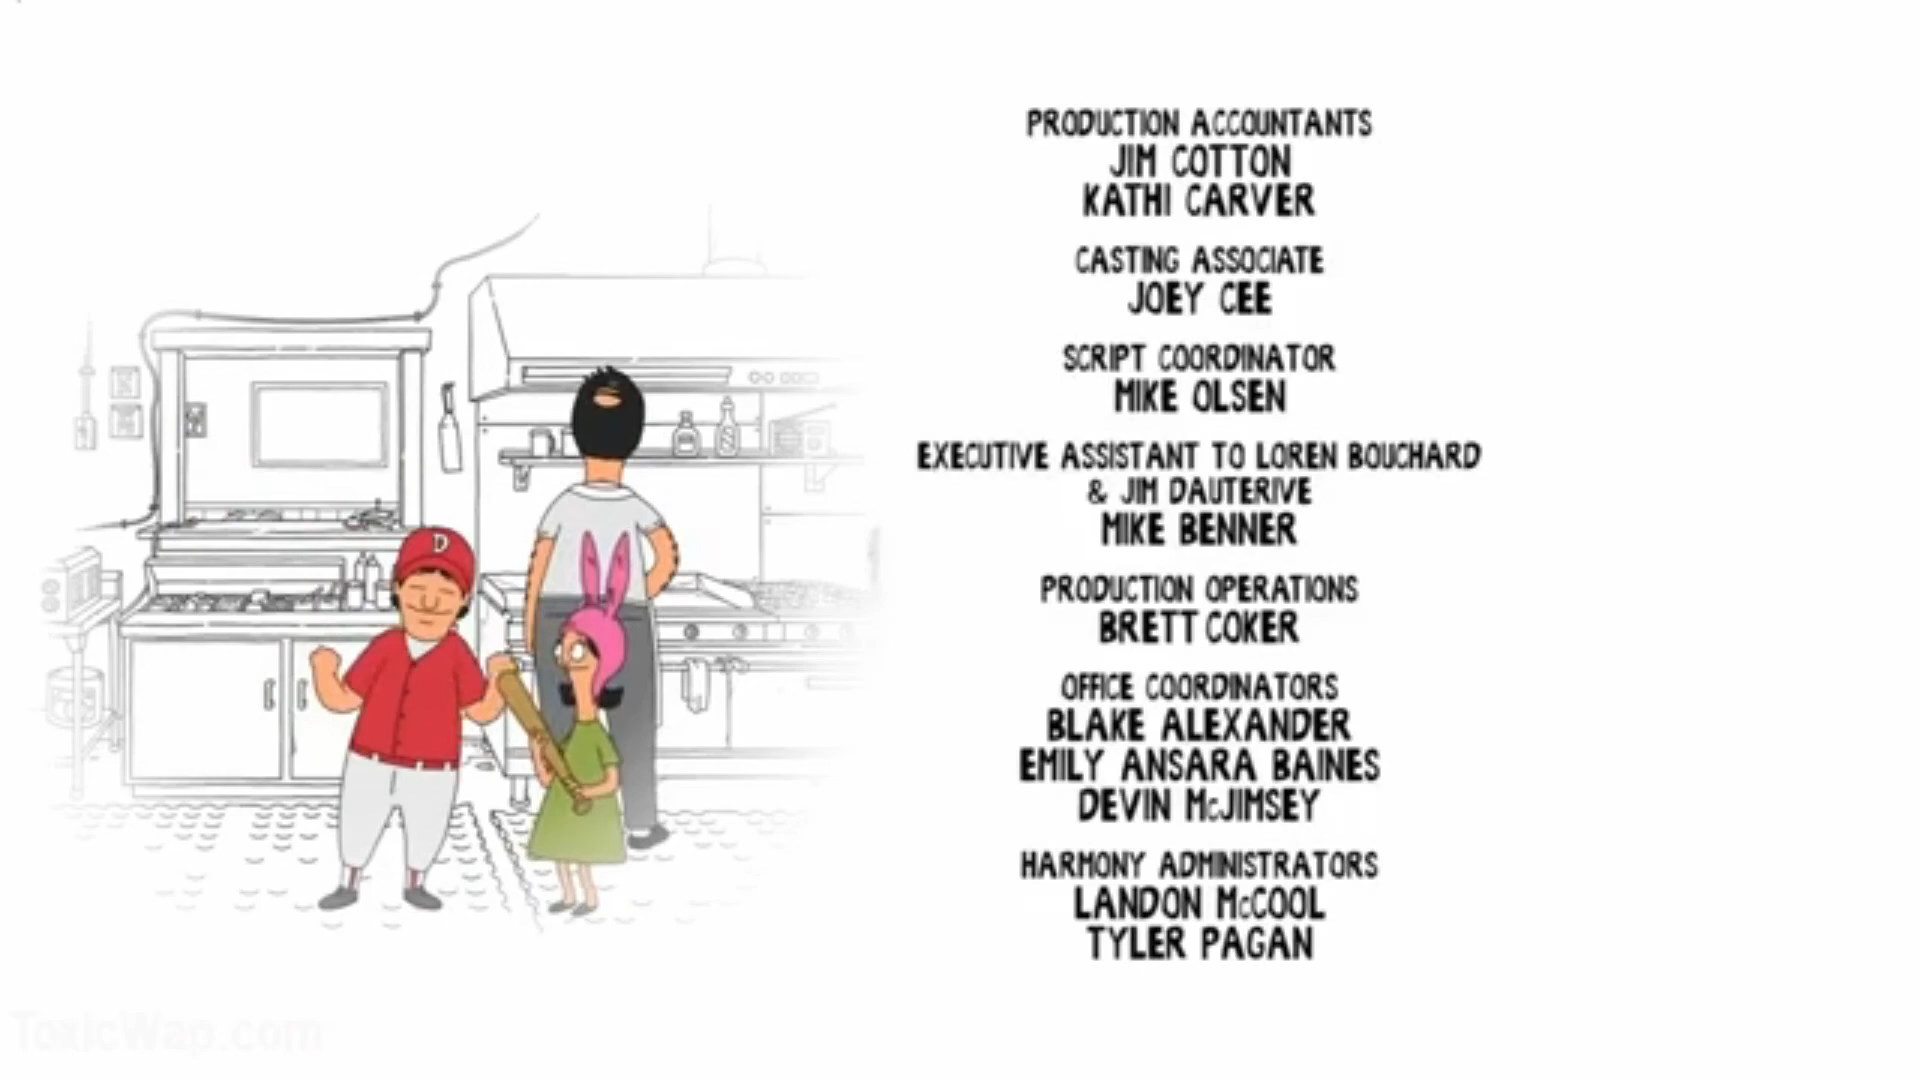 PRODUCTION ACCOUNTANTS
JIM COTTON
KATHI CARVER
CASTING ASSOCIATE
JOEY CEE
SCRIPT COORDINATOR
MIKE OLSEN
EXECUTIVE ASSISTANT TO LOREN BOUCHARD
& JIM DAUTERIVE
MIKE BENNER
PRODUCTION OPERATIONS
BRETT COKER
OFFICE COORDINATORS
BLAKE ALEXANDER
EMILY ANSARA BAINES
DEVIN McJIMSEY
HARMONY ADMINISTRATORS
LANDON McCOOL
TYLER PAGAN
D
ToxicWap.com